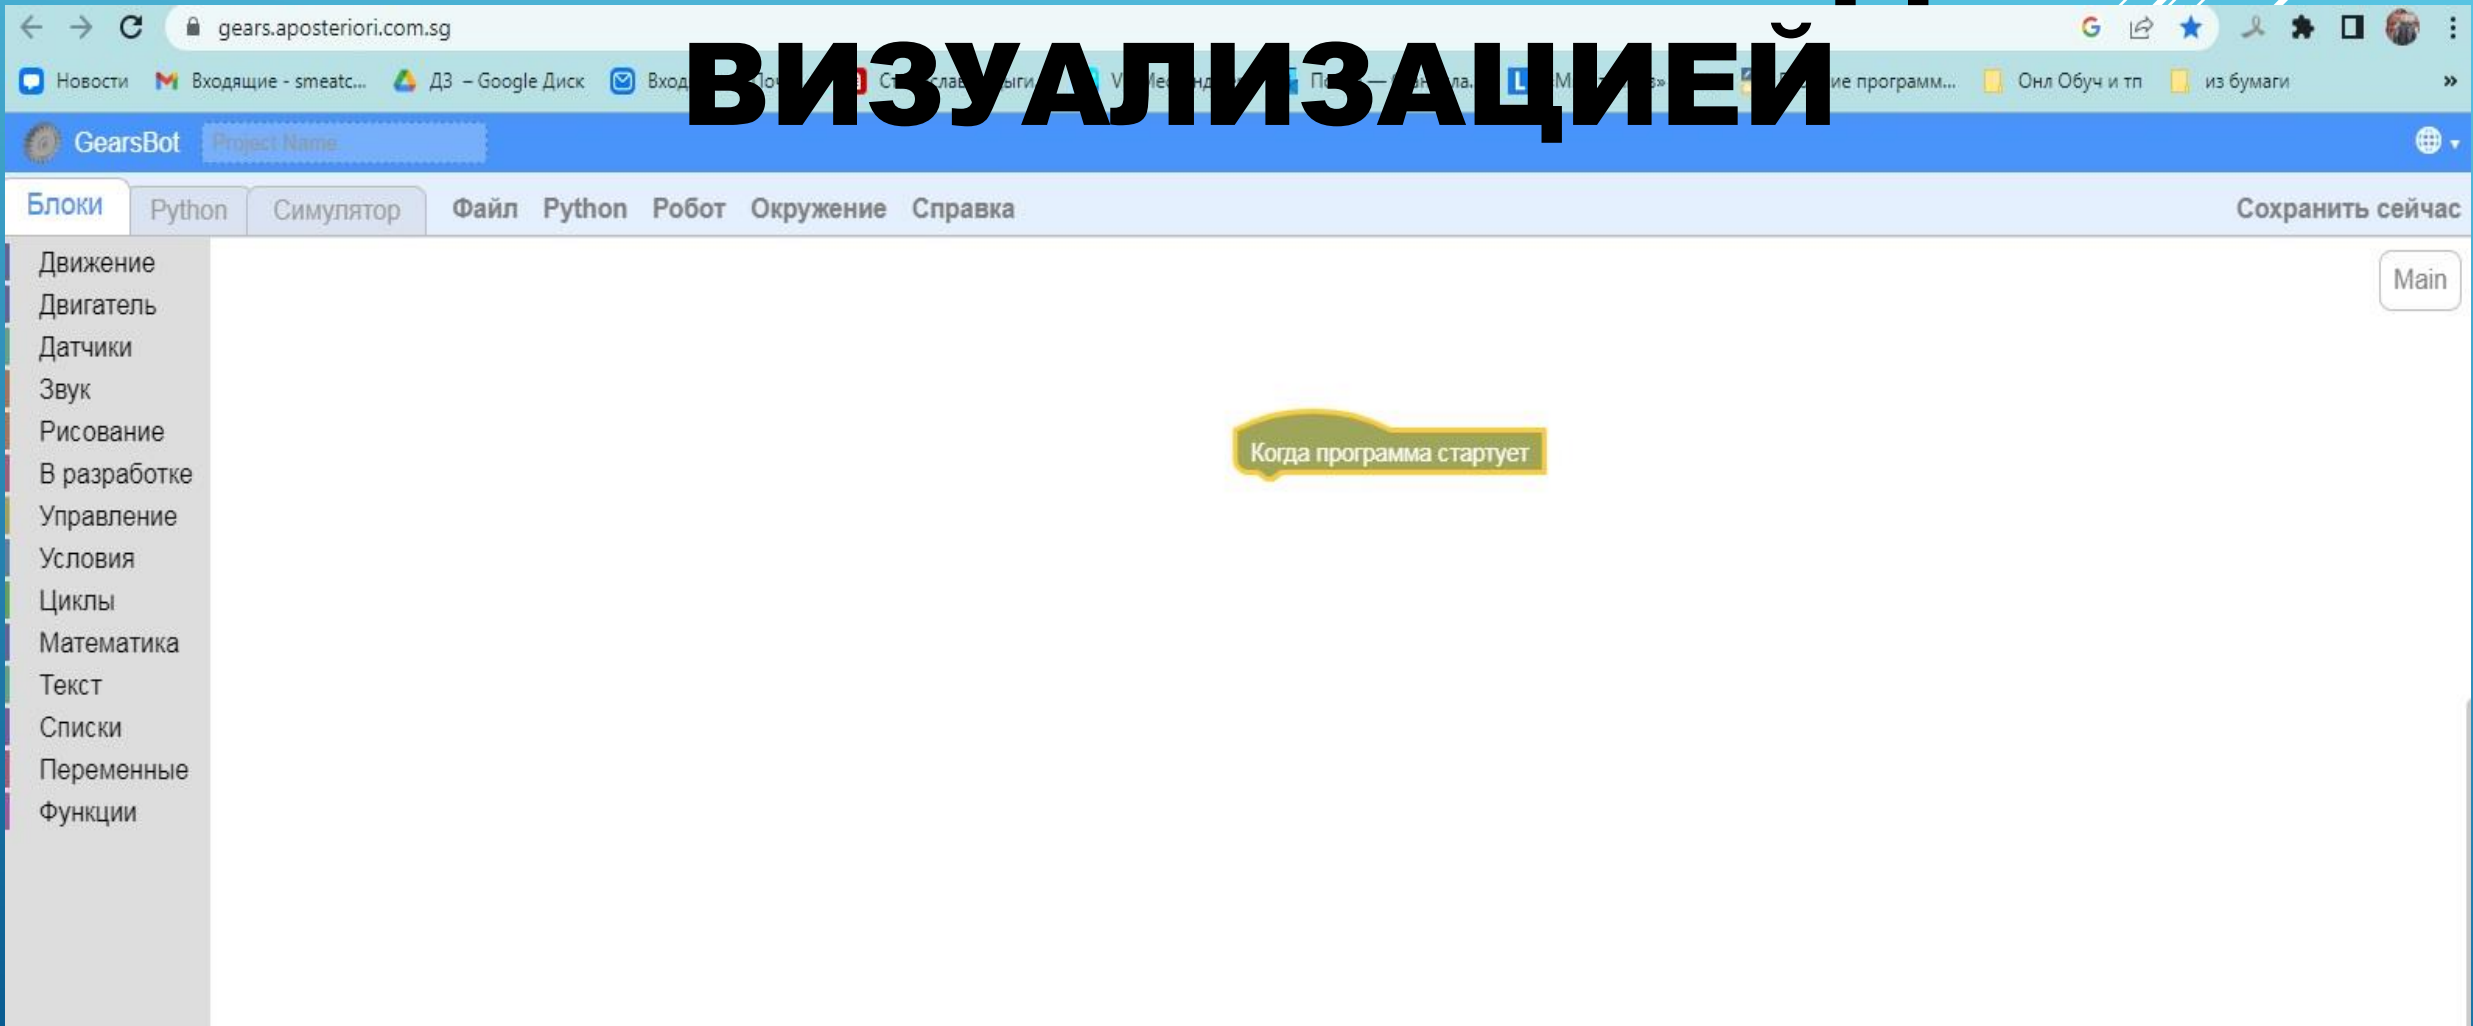 gears.aposteriori.com.sg
ВИЗУАЛИЗАЦИЕЙ
Новости Входящие - smeatc... ДЗ – Google Диск Онл Обуч и тп из бумаги »
GearsBot Project Name
Блоки Python Симулятор Файл Python Робот Окружение Справка Сохранить сейчас
Движение
Main
Двигатель
Датчики
Звук
Рисование
Когда программа стартует
В разработке
Управление
Условия
Циклы
Математика
Текст
Списки
Переменные
Функции